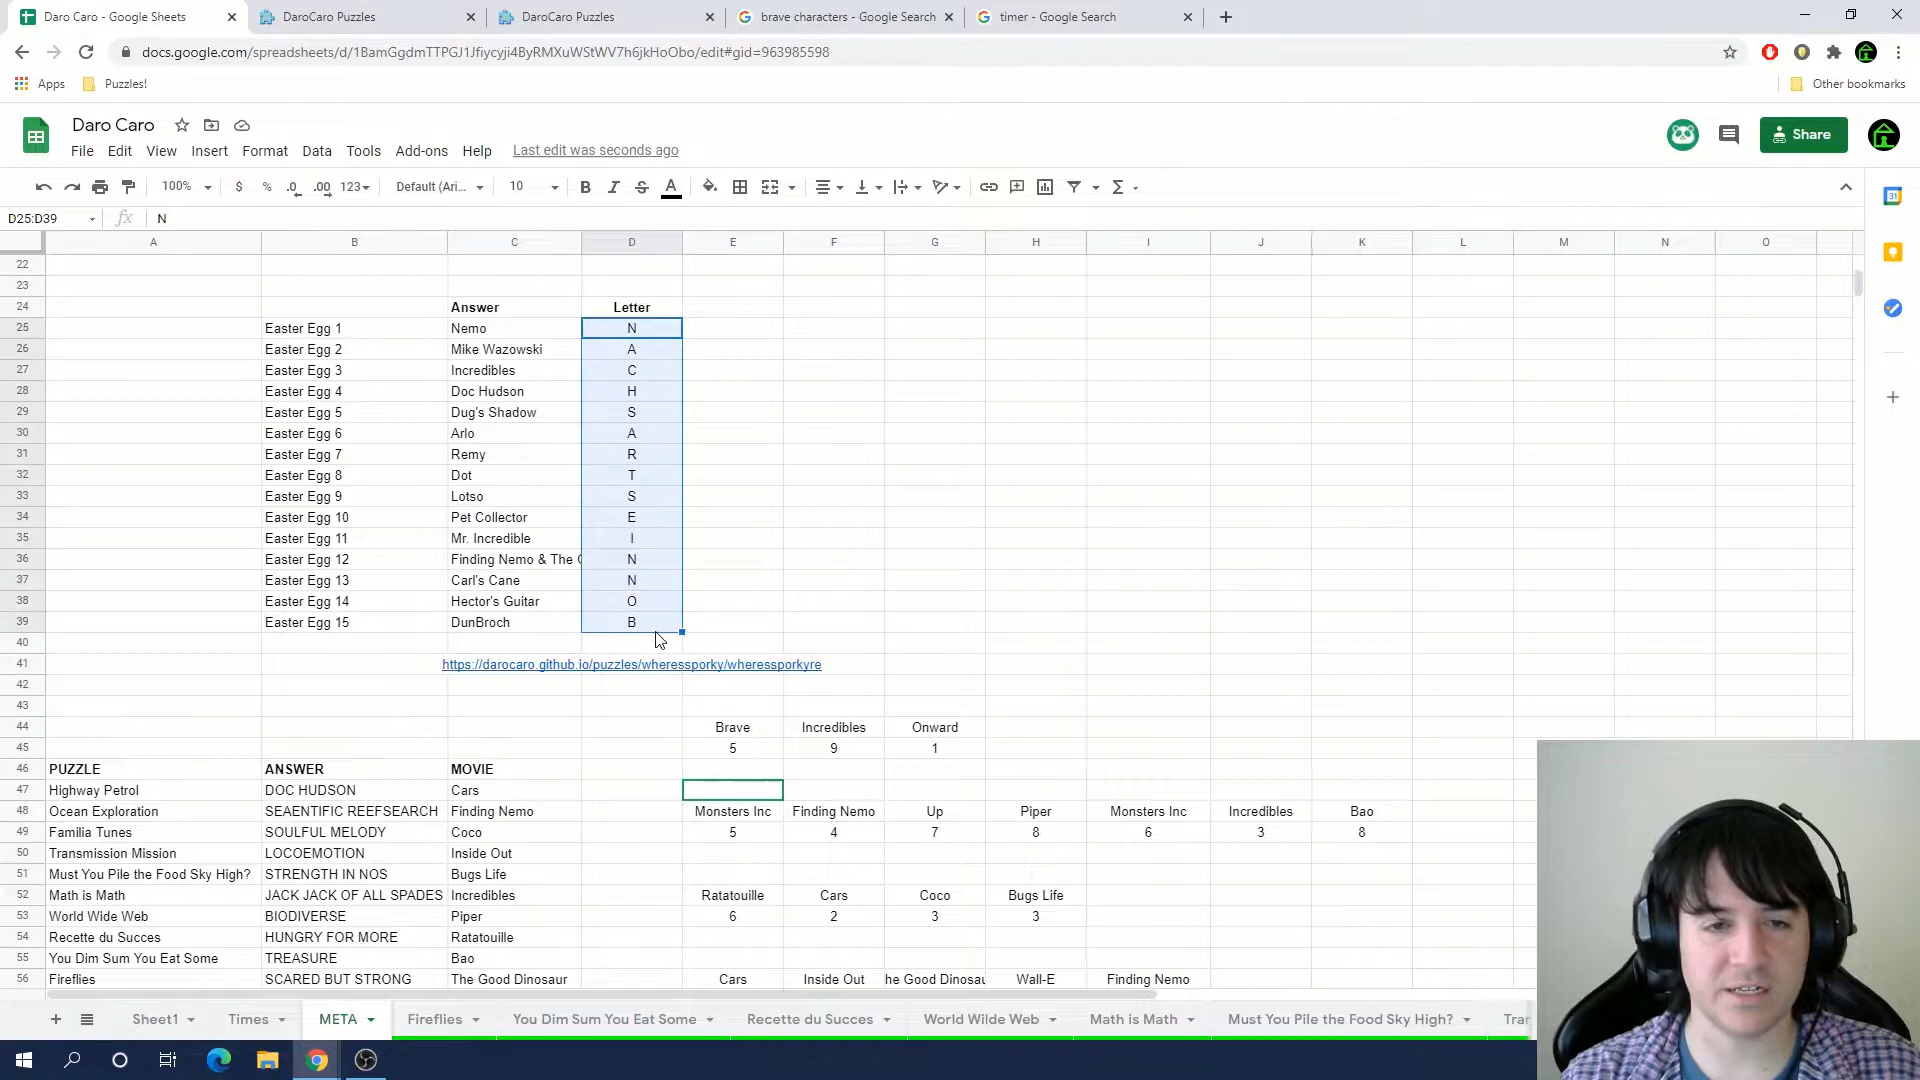 Daro Caro - Google Sheets
DaroCaro Puzzles
DaroCaro Puzzles
brave characters - Google Search
timer - Google Search
docs.google.com/spreadsheets/d/1BamGgdmTTPGJ1Jfiycyji4ByRMXuWStWV7h6jkHoObo/edit#gid=963985598
Apps
Puzzles!
Other bookmarks
Daro Caro
File Edit View Insert Format Data Tools Add-ons Help Last edit was seconds ago
Share
100% $ % .0 .00 123 Default (Ari... 10 B I S A
D25:D39 fx N
A B C D E F G H I J K L M N O
22
23
24 Answer Letter
25 Easter Egg 1 Nemo N
26 Easter Egg 2 Mike Wazowski A
27 Easter Egg 3 Incredibles C
28 Easter Egg 4 Doc Hudson H
29 Easter Egg 5 Dug's Shadow S
30 Easter Egg 6 Arlo A
31 Easter Egg 7 Remy R
32 Easter Egg 8 Dot T
33 Easter Egg 9 Lotso S
34 Easter Egg 10 Pet Collector E
35 Easter Egg 11 Mr. Incredible I
36 Easter Egg 12 Finding Nemo & The N
37 Easter Egg 13 Carl's Cane N
38 Easter Egg 14 Hector's Guitar O
39 Easter Egg 15 DunBroch B
40
41 https://darocaro.github.io/puzzles/wheressporky/wheressporkyre
42
43
44 Brave Incredibles Onward
45 5 9 1
46 PUZZLE ANSWER MOVIE
47 Highway Petrol DOC HUDSON Cars
48 Ocean Exploration SEAENTIFIC REEFSEARCH Finding Nemo Monsters Inc Finding Nemo Up Piper Monsters Inc Incredibles Bao
49 Familia Tunes SOULFUL MELODY Coco 5 4 7 8 6 3 8
50 Transmission Mission LOCOEMOTION Inside Out
51 Must You Pile the Food Sky High? STRENGTH IN NOS Bugs Life
52 Math is Math JACK JACK OF ALL SPADES Incredibles Ratatouille Cars Coco Bugs Life
53 World Wide Web BIODIVERSE Piper 6 2 3 3
54 Recette du Succes HUNGRY FOR MORE Ratatouille
55 You Dim Sum You Eat Some TREASURE Bao
56 Fireflies SCARED BUT STRONG The Good Dinosaur Cars Inside Out he Good Dinosau Wall-E Finding Nemo
Sheet1 Times META Fireflies You Dim Sum You Eat Some Recette du Succes World Wilde Web Math is Math Must You Pile the Food Sky High? Trar